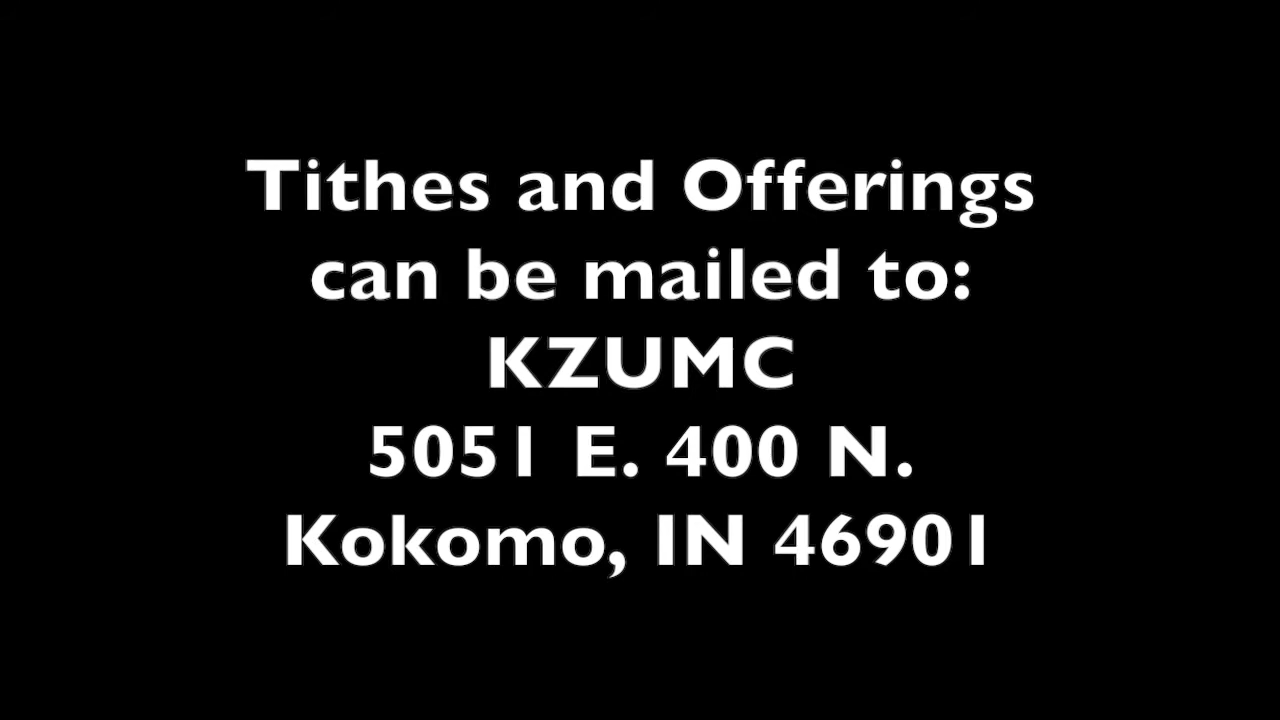 Tithes and Offerings
can be mailed to:
KZUMC
5051 E. 400 N.
Kokomo, IN 46901